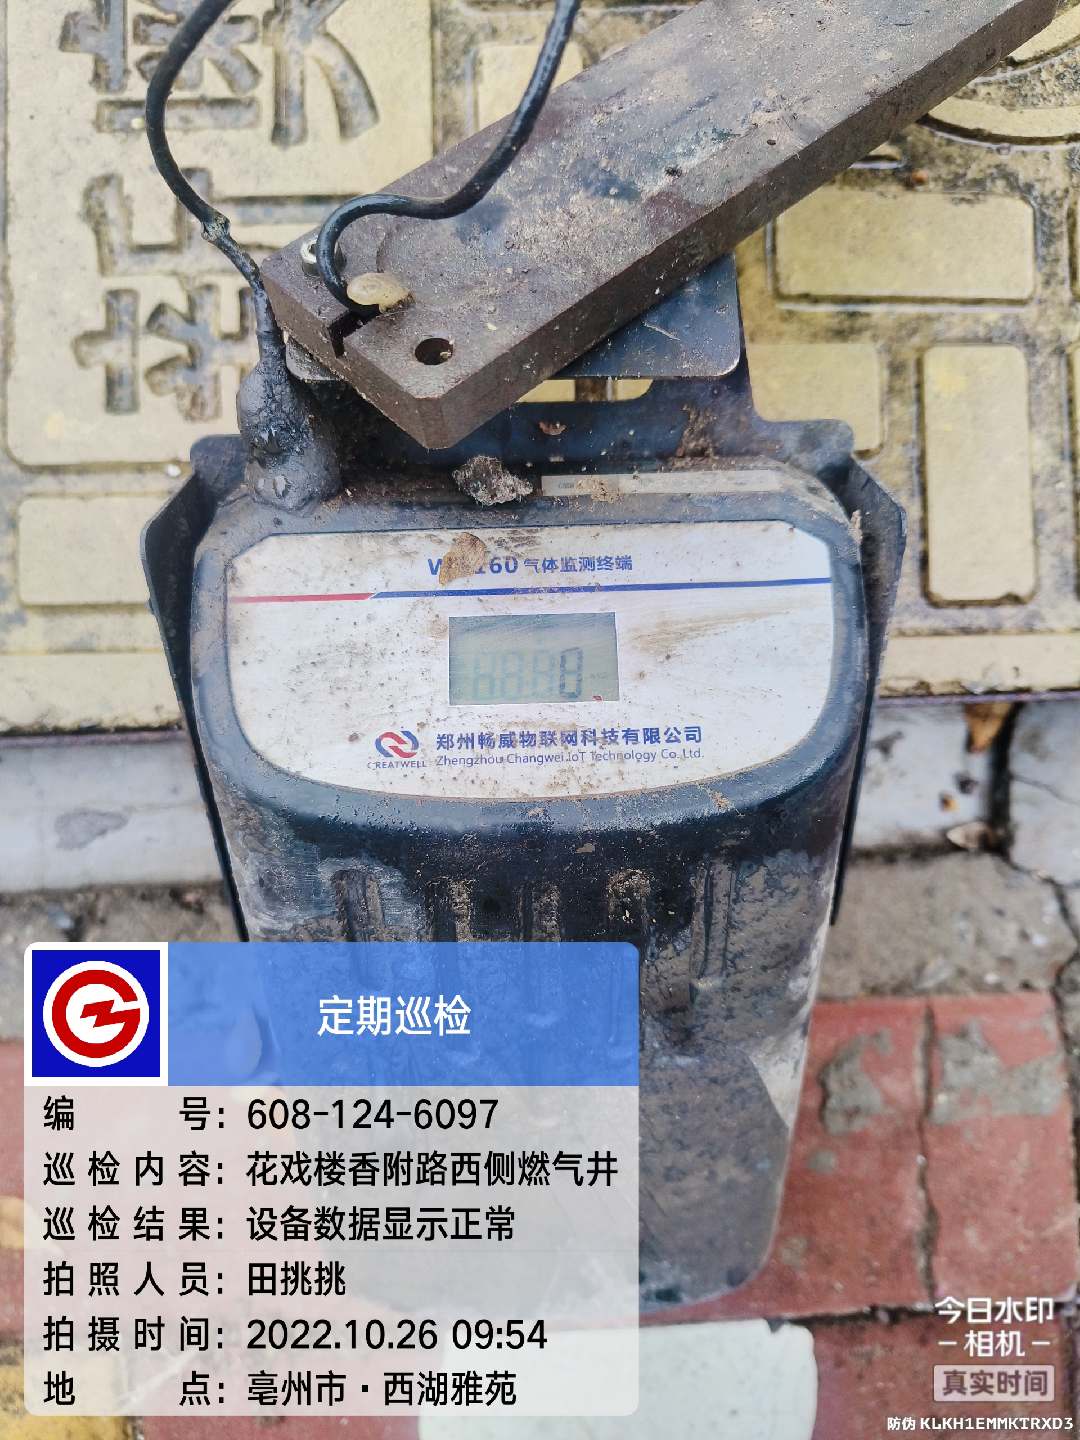 160 气体监测终端
0
CREATWELL
郑州畅威物联网科技有限公司
Zhengzhou Changwei IoT Technology Co.,Ltd.
定期巡检
编号：608-124-6097
巡检内容：花戏楼香附路西侧燃气井
巡检结果：设备数据显示正常
拍照人员：田挑挑
拍摄时间：2022.10.26 09:54
地点：亳州市·西湖雅苑
今日水印
-相机-
真实时间
防伪 KLKH1EMMKTRXD3